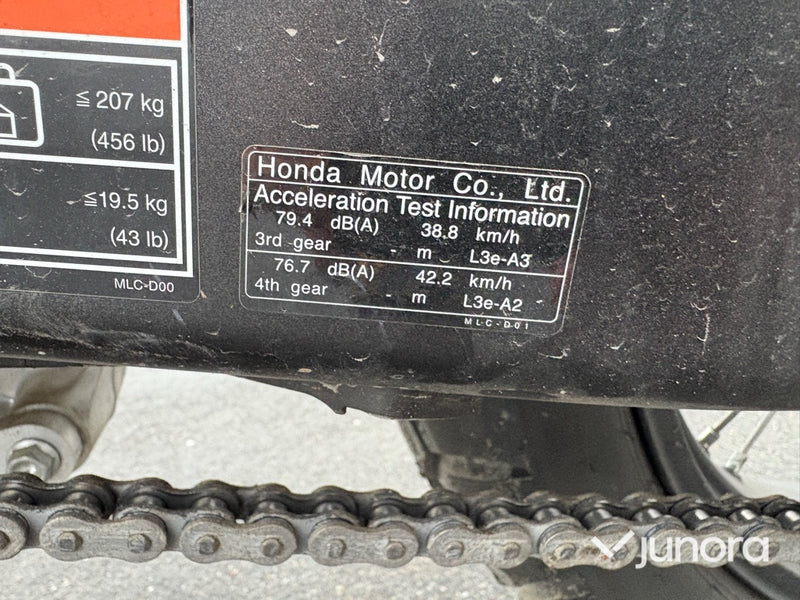 ≦ 207 kg
(456 lb)
≦19.5 kg
(43 lb)
MLC-D00
Honda Motor Co., Ltd.
Acceleration Test Information
79.4 dB(A) 38.8 km/h
3rd gear - m L3e-A3
76.7 dB(A) 42.2 km/h
4th gear - m L3e-A2
MLC-D01
junora